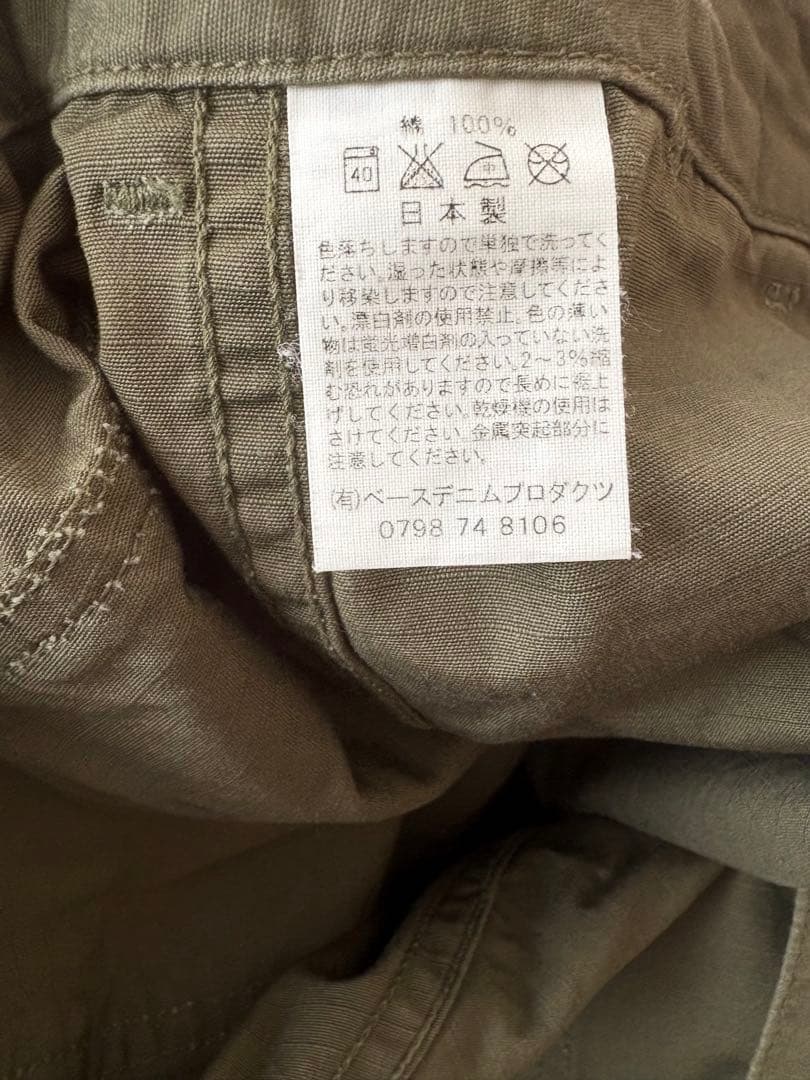 綿 100%
40 中
日本製
色落ちしますので単独で洗ってく
ださい。湿った状態や摩擦等によ
り移染しますので注意してくださ
い。漂白剤の使用禁止。色の薄い
物は蛍光増白剤の入っていない洗
剤を使用してください。2～3%縮
む恐れがありますので長めに裾上
げしてください。乾燥機の使用は
さけてください。金属突起部分に
注意してください。
(有)ベースデニムプロダクツ
0798 74 8106